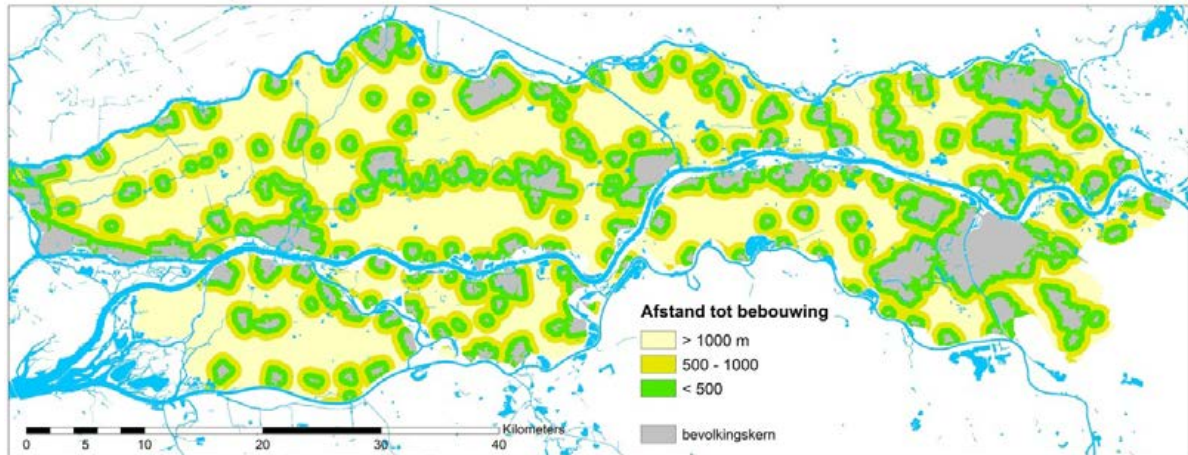 Afstand tot bebouwing
> 1000 m
500 - 1000
< 500
bevolkingskern
Kilometers
0 5 10 20 30 40